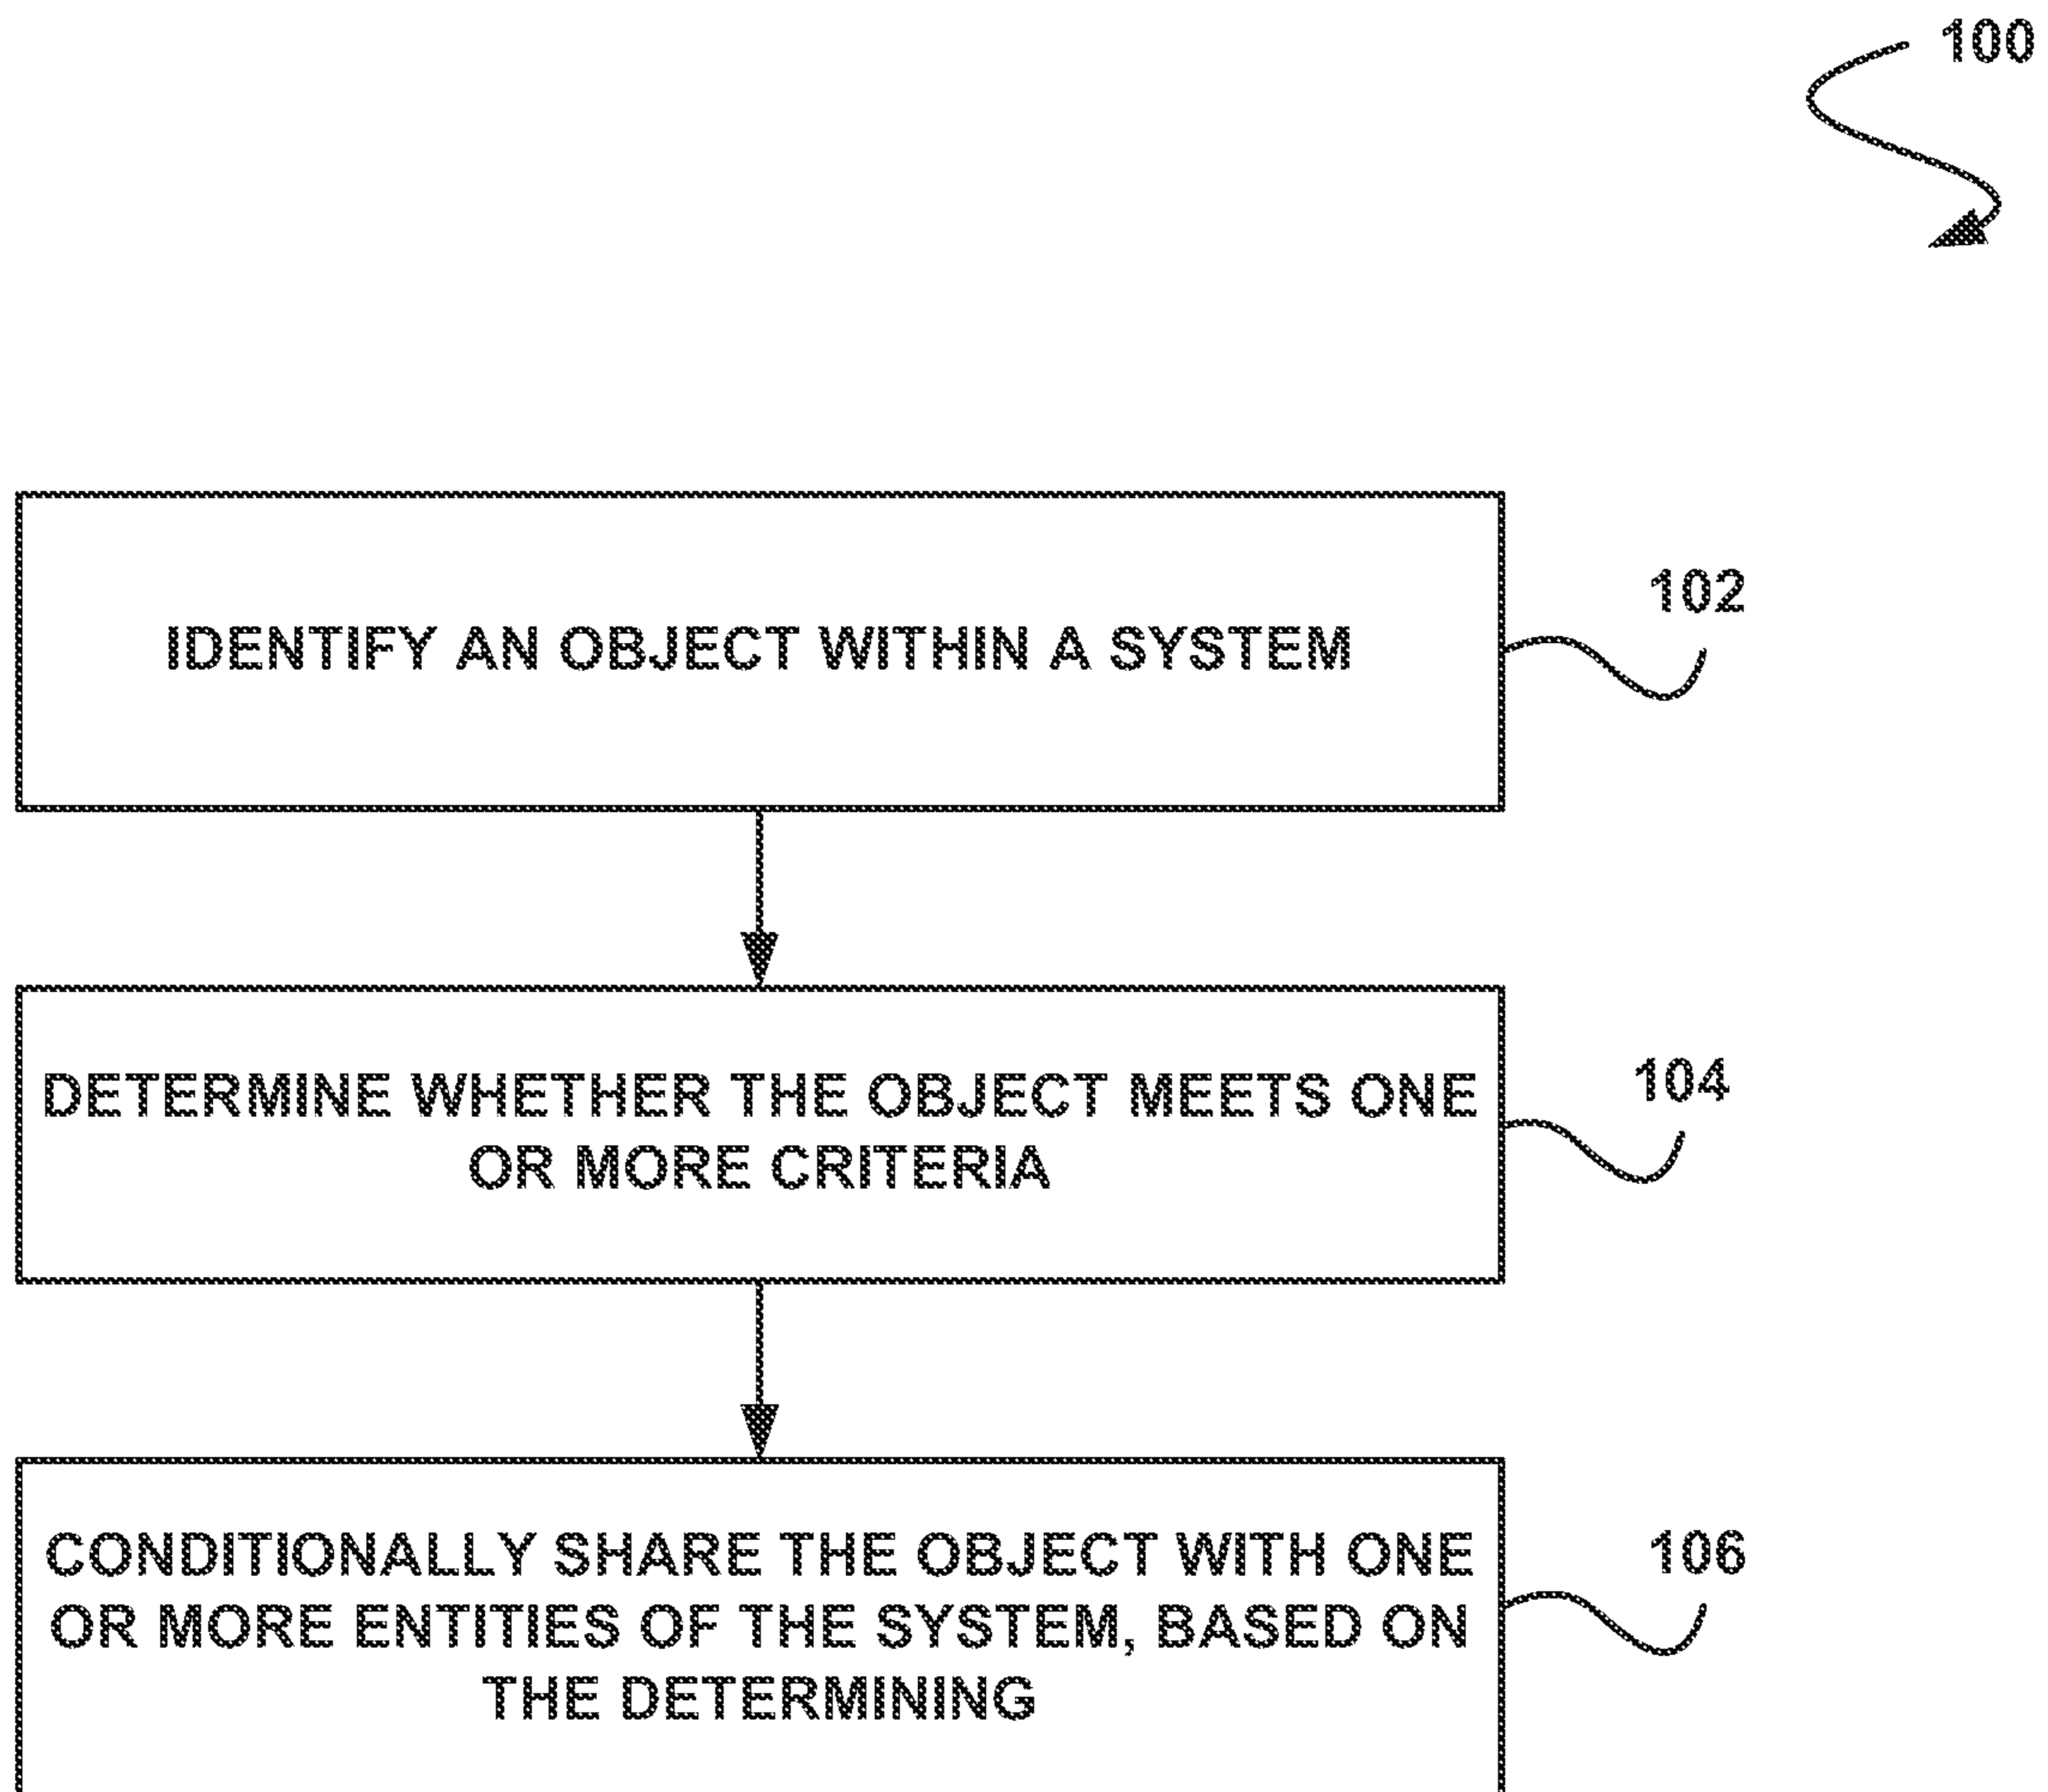 100
IDENTIFY AN OBJECT WITHIN A SYSTEM
102
DETERMINE WHETHER THE OBJECT MEETS ONE
OR MORE CRITERIA
104
CONDITIONALLY SHARE THE OBJECT WITH ONE
OR MORE ENTITIES OF THE SYSTEM, BASED ON
THE DETERMINING
106